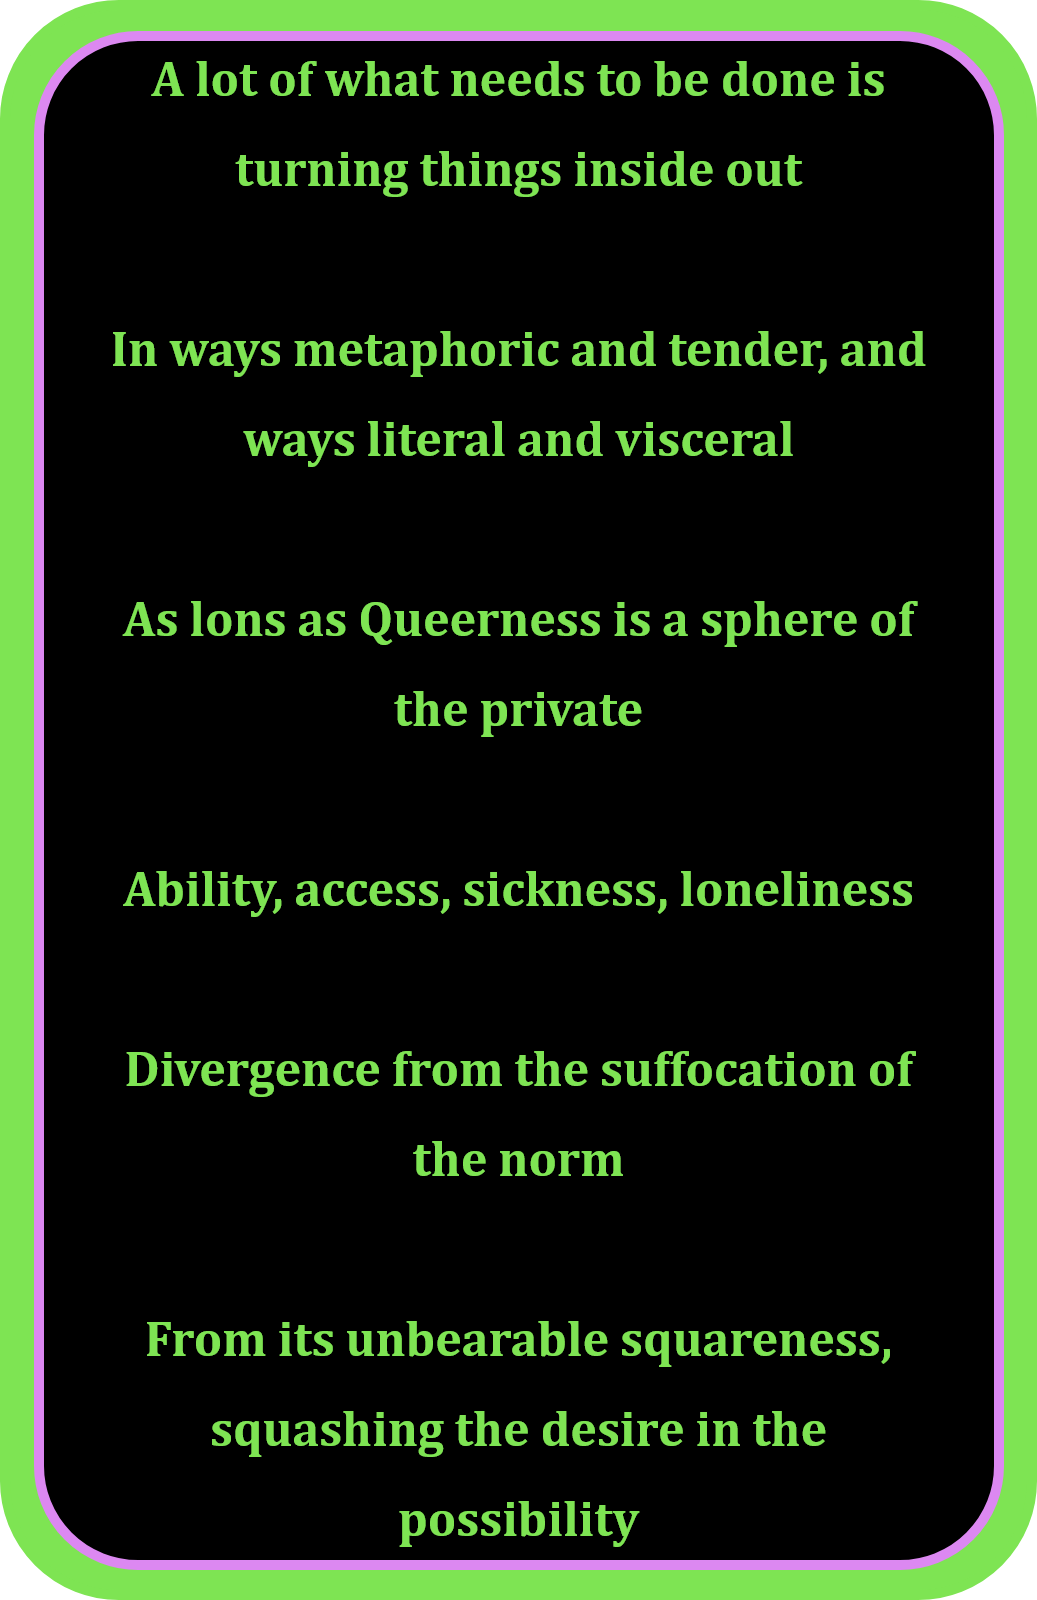 A lot of what needs to be done is
turning things inside out
In ways metaphoric and tender, and
ways literal and visceral
As lons as Queerness is a sphere of
the private
Ability, access, sickness, loneliness
Divergence from the suffocation of
the norm
From its unbearable squareness,
squashing the desire in the
possibility